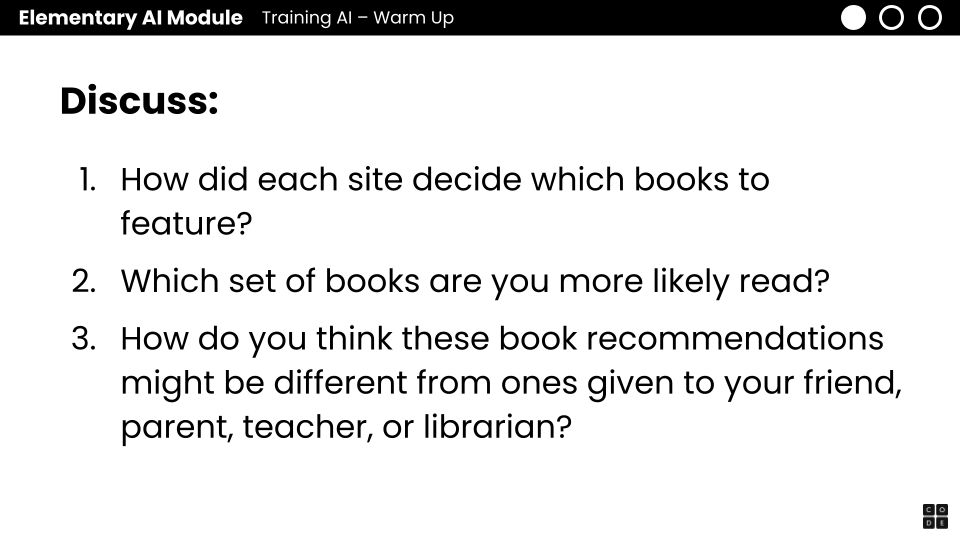 Elementary AI Module Training AI – Warm Up
Discuss:
1. How did each site decide which books to
feature?
2. Which set of books are you more likely read?
3. How do you think these book recommendations
might be different from ones given to your friend,
parent, teacher, or librarian?
C O
D E